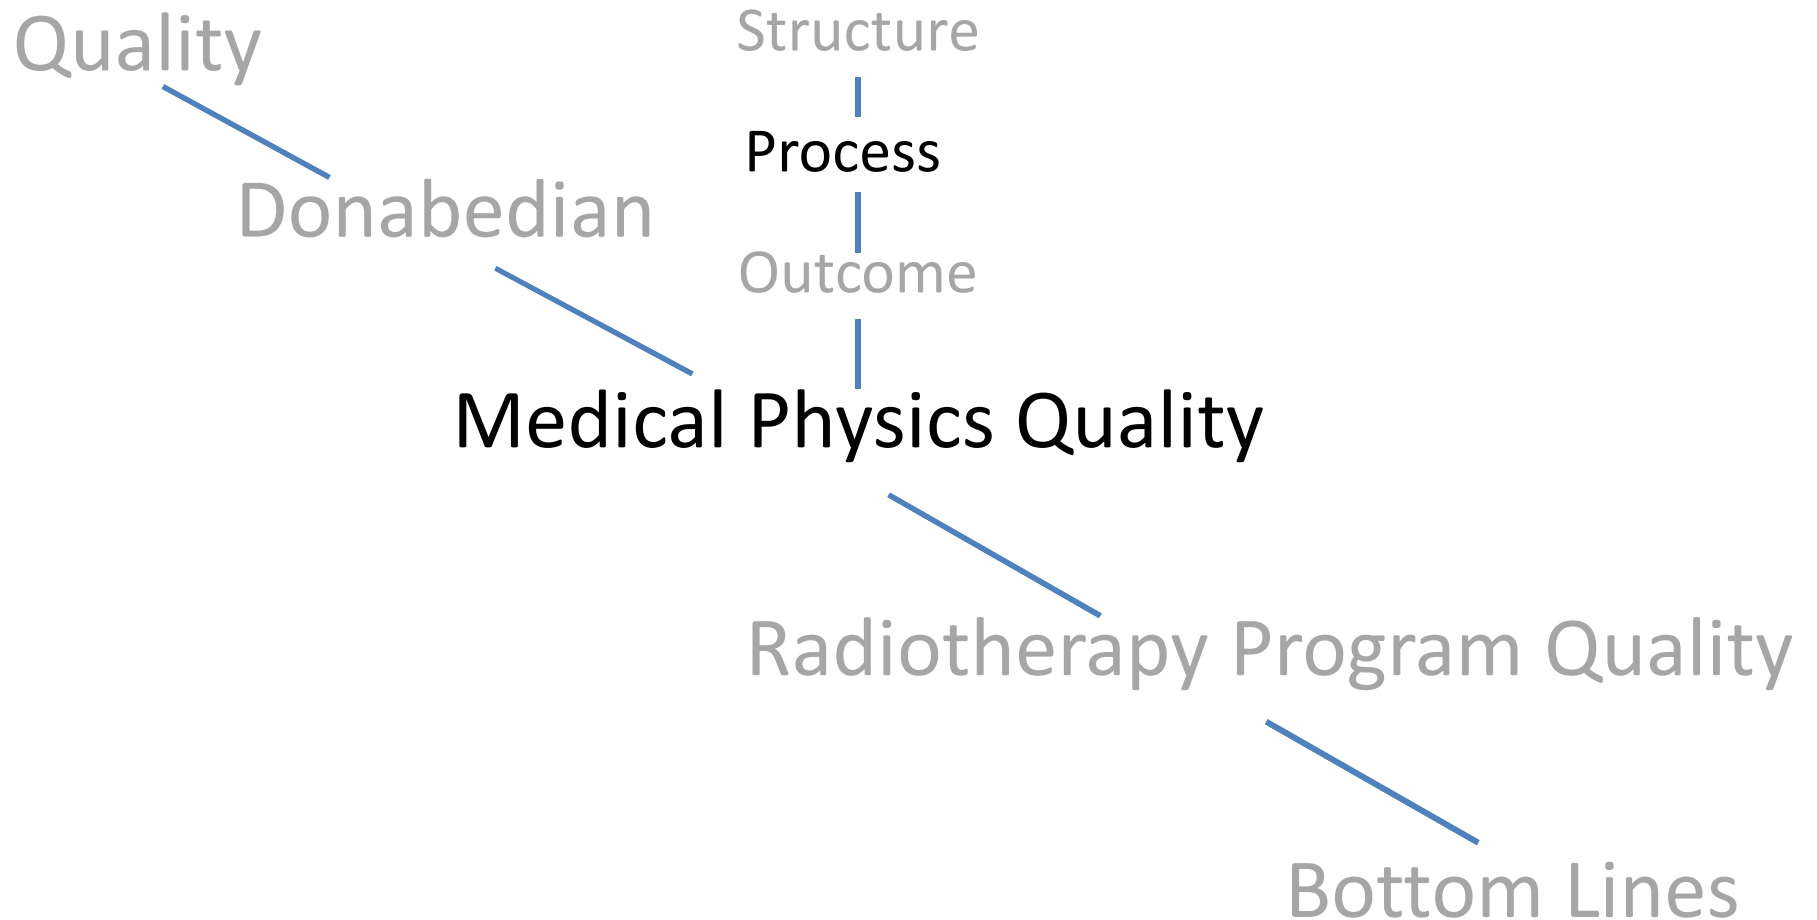 Quality
Structure
Process
Donabedian
Outcome
Medical Physics Quality
Radiotherapy Program Quality
Bottom Lines